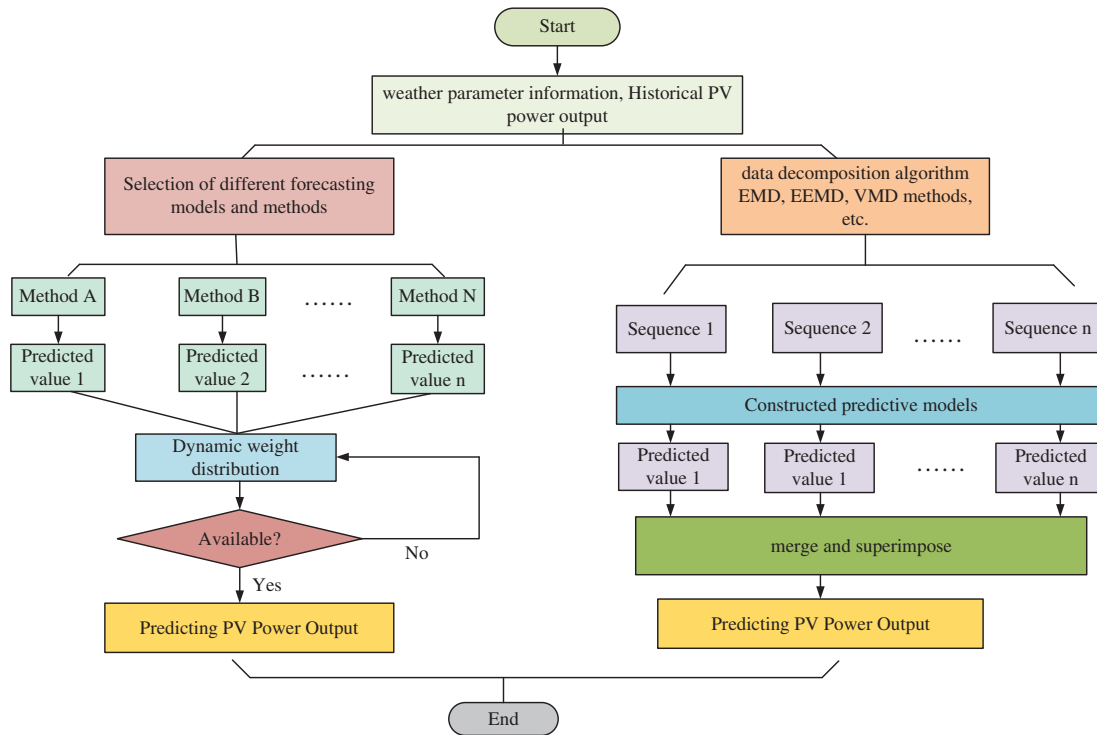 Start
weather parameter information, Historical PV
power output
Selection of different forecasting
models and methods
data decomposition algorithm
EMD, EEMD, VMD methods,
etc.
Method A
Method B
……
Method N
Sequence 1
Sequence 2
……
Sequence n
Predicted
value 1
Predicted
value 2
……
Predicted
value n
Constructed predictive models
Dynamic weight
distribution
Predicted
value 1
Predicted
value 1
……
Predicted
value n
Available?
No
Yes
merge and superimpose
Predicting PV Power Output
Predicting PV Power Output
End